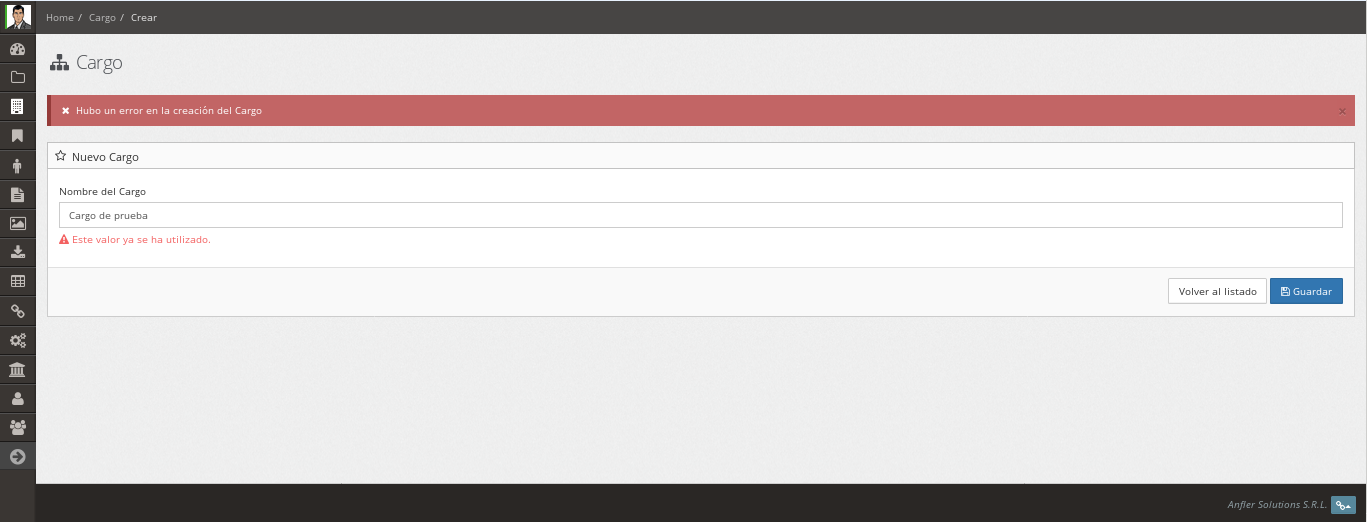 Home / Cargo / Crear
Cargo
Hubo un error en la creación del Cargo
Nuevo Cargo
Nombre del Cargo
Cargo de prueba
Este valor ya se ha utilizado.
Volver al listado
Guardar
Anfler Solutions S.R.L.